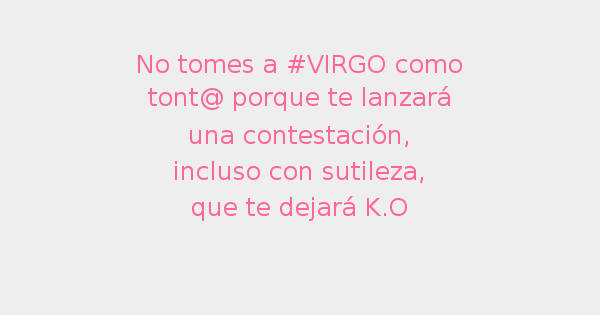 No tomes a #VIRGO como
tont@ porque te lanzará
una contestación,
incluso con sutileza,
que te dejará K.O